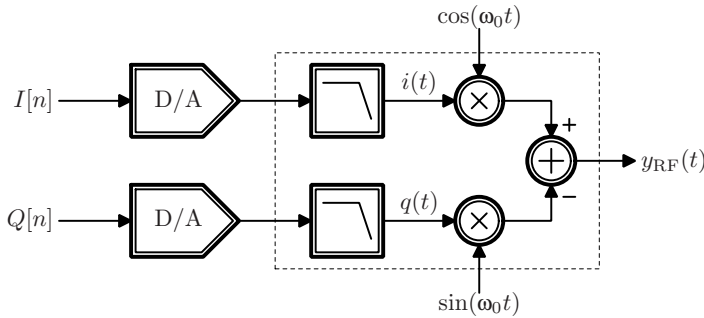 cos(ω₀t)
I[n]
D/A
i(t)
×
+
+
y_RF(t)
Q[n]
D/A
q(t)
×
−
sin(ω₀t)